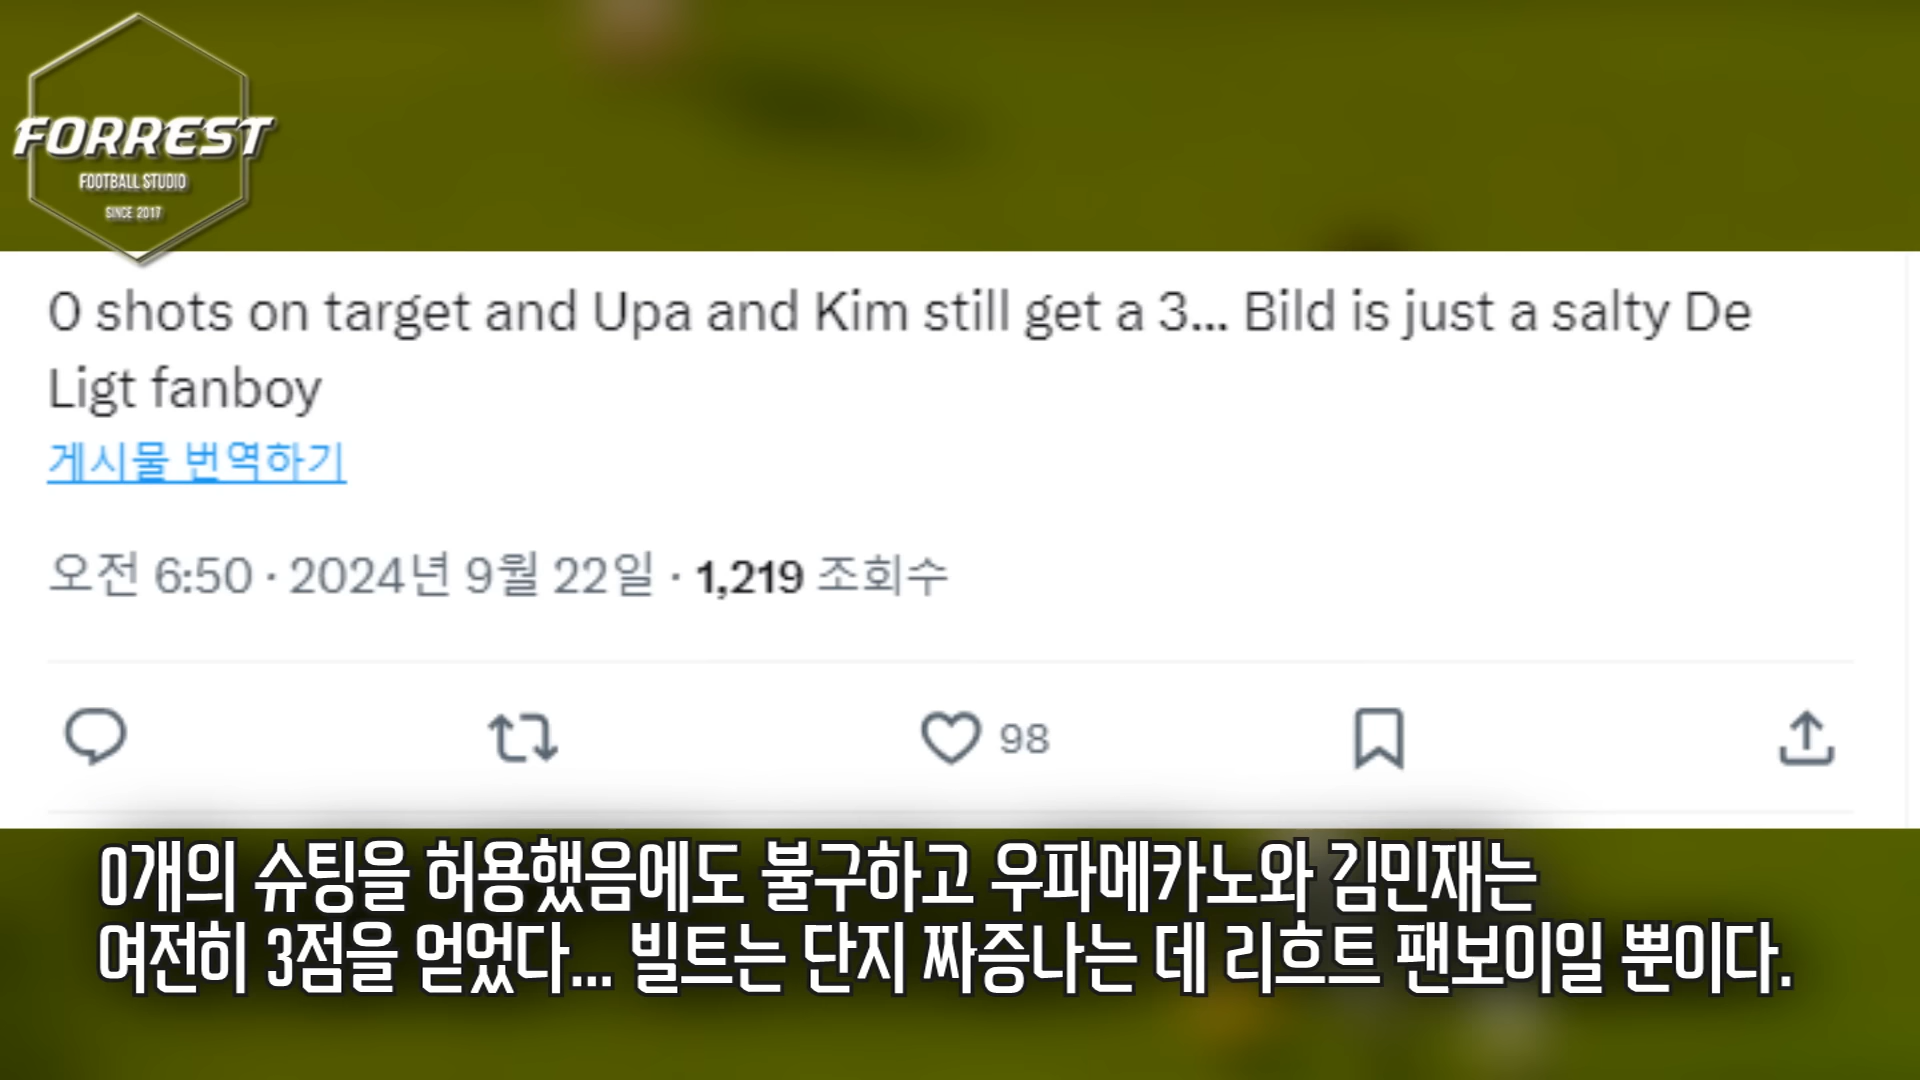 FORREST
FOOTBALL STUDIO
SINCE 2017
0 shots on target and Upa and Kim still get a 3... Bild is just a salty De
Ligt fanboy
게시물 번역하기
오전 6:50 · 2024년 9월 22일 · 1,219 조회수
98
0개의 슈팅을 허용했음에도 불구하고 우파메카노와 김민재는
여전히 3점을 얻었다... 빌트는 단지 짜증나는 데 리흐트 팬보이일 뿐이다.